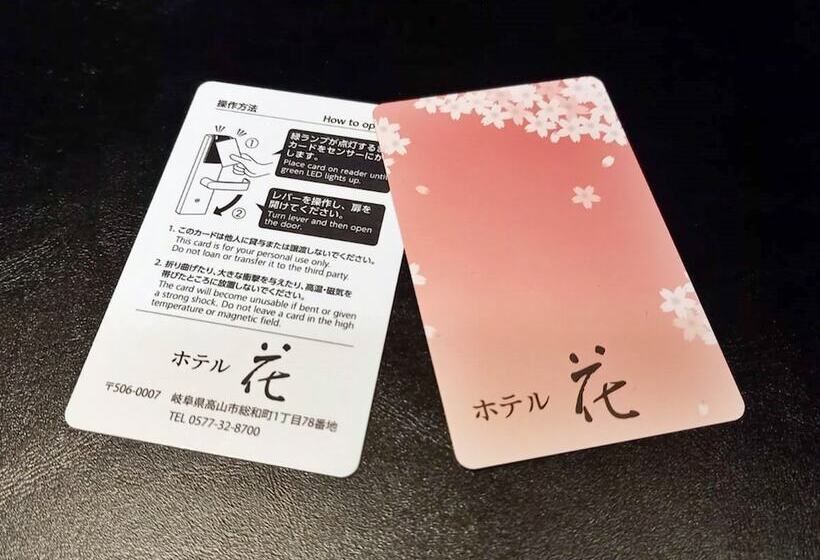 操作方法
How to op
①
緑ランプが点灯する
カードをセンサーにか
します。
Place card on reader until
green LED lights up.
②
レバーを操作し、扉を
開けてください。
Turn lever and then open
the door.
1. このカードは他人に貸与または譲渡しないでください。
This card is for your personal use only.
Do not loan or transfer it to the third party.
2. 折り曲げたり、大きな衝撃を与えたり、高温・磁気を
帯びたところに放置しないでください。
The card will become unusable if bent or given
a strong shock. Do not leave a card in the high
temperature or magnetic field.
ホテル 花
〒506-0007 岐阜県高山市総和町1丁目78番地
TEL 0577-32-8700
ホテル 花